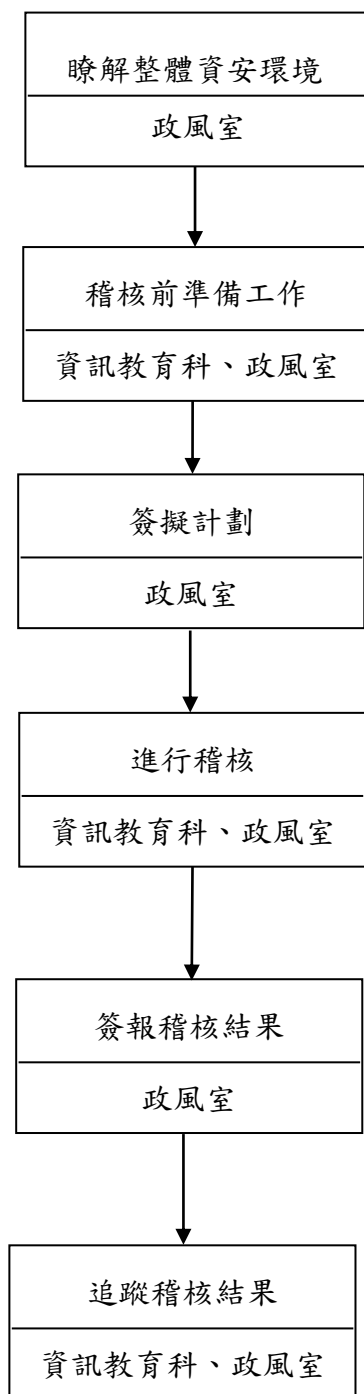 瞭解整體資安環境
政風室
稽核前準備工作
資訊教育科、政風室
簽擬計劃
政風室
進行稽核
資訊教育科、政風室
簽報稽核結果
政風室
追蹤稽核結果
資訊教育科、政風室